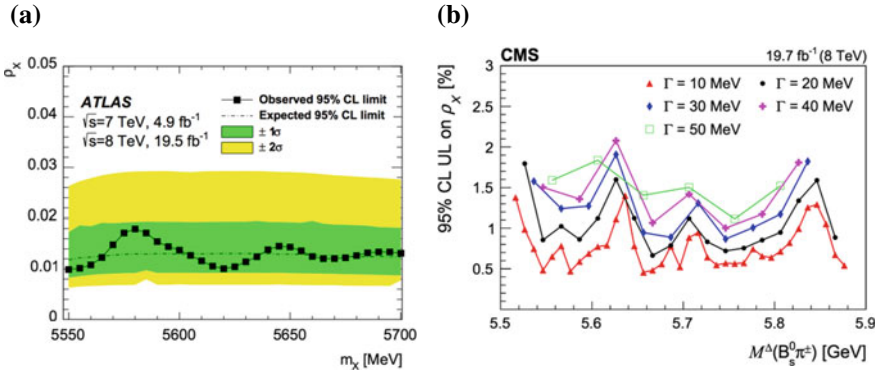 (a)
ρX
0.05
0.04
0.03
0.02
0.01
0
ATLAS
√s=7 TeV, 4.9 fb⁻¹
√s=8 TeV, 19.5 fb⁻¹
Observed 95% CL limit
Expected 95% CL limit
± 1σ
± 2σ
5550 5600 5650 5700
mX [MeV]
(b)
CMS 19.7 fb⁻¹ (8 TeV)
95% CL UL on ρX [%]
3
2.5
2
1.5
1
0.5
Γ = 10 MeV Γ = 20 MeV
Γ = 30 MeV Γ = 40 MeV
Γ = 50 MeV
5.5 5.6 5.7 5.8 5.9
M^Δ(B⁰sπ±) [GeV]